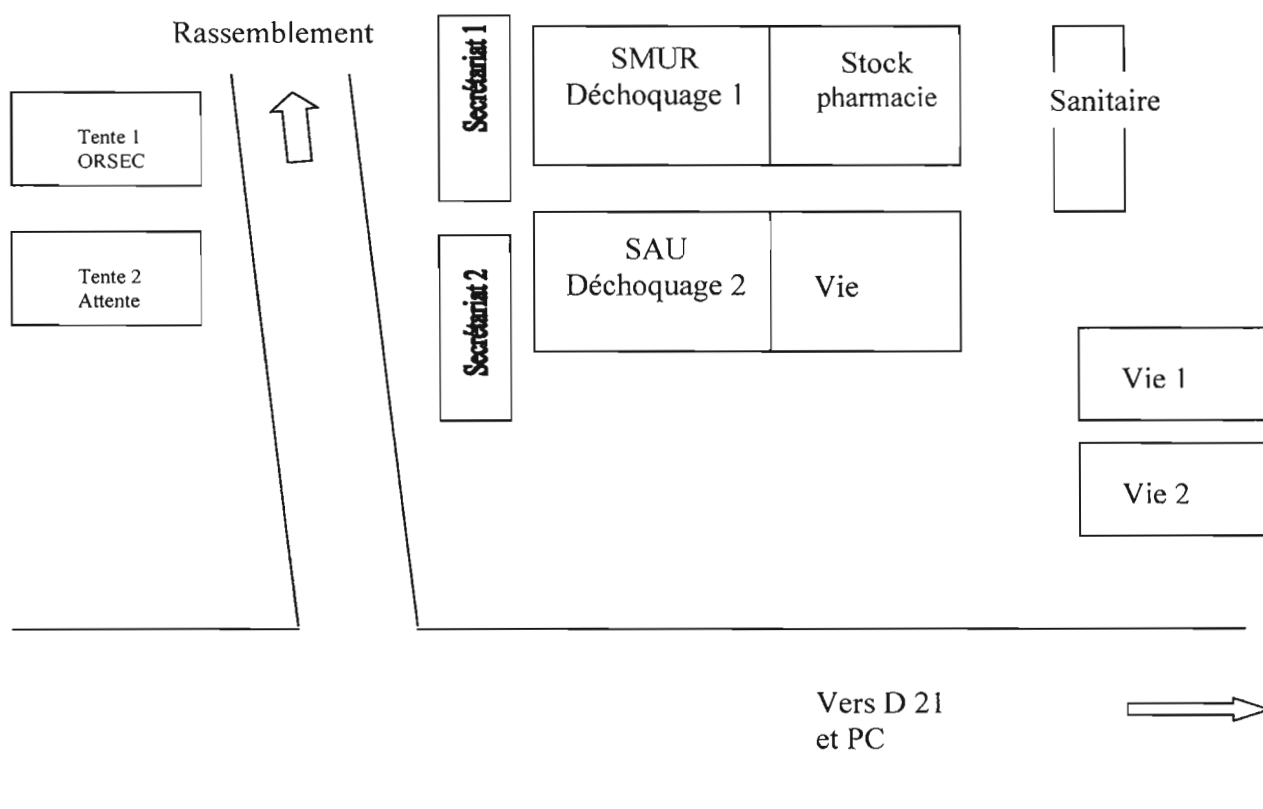 Rassemblement
Tente 1
ORSEC
Tente 2
Attente
Secrétariat 1
Secrétariat 2
SMUR
Déchoquage 1
Stock
pharmacie
Sanitaire
SAU
Déchoquage 2
Vie
Vie 1
Vie 2
Vers D 21
et PC